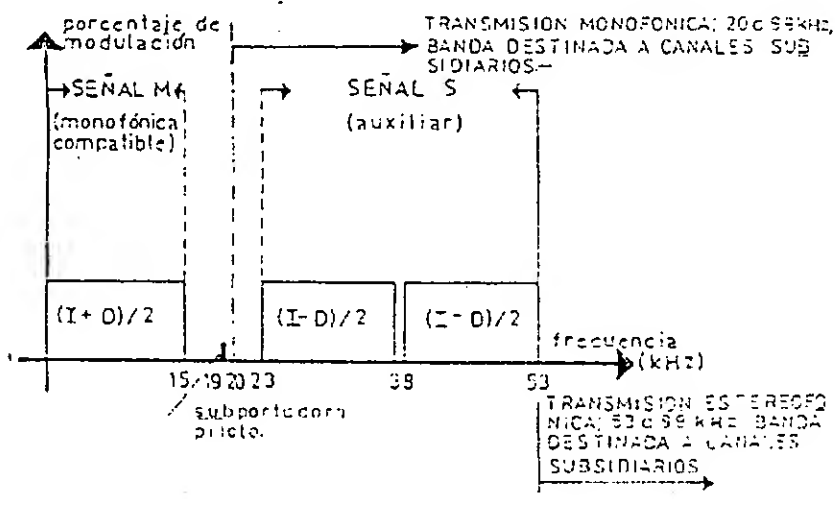 porcentaje de
modulación
TRANSMISION MONOFONICA; 20 a 99 kHz,
BANDA DESTINADA A CANALES SUB
SIDIARIOS.-
SEÑAL M
(monofónica
compatible)
SEÑAL S
(auxiliar)
(I+D)/2
(I-D)/2
(I-D)/2
frecuencia
(kHz)
15 19 20 23 38 53
subportadora
piloto.
TRANSMISION ESTEREOFO
NICA; 53 a 99 kHz BANDA
DESTINADA A CANALES
SUBSIDIARIOS